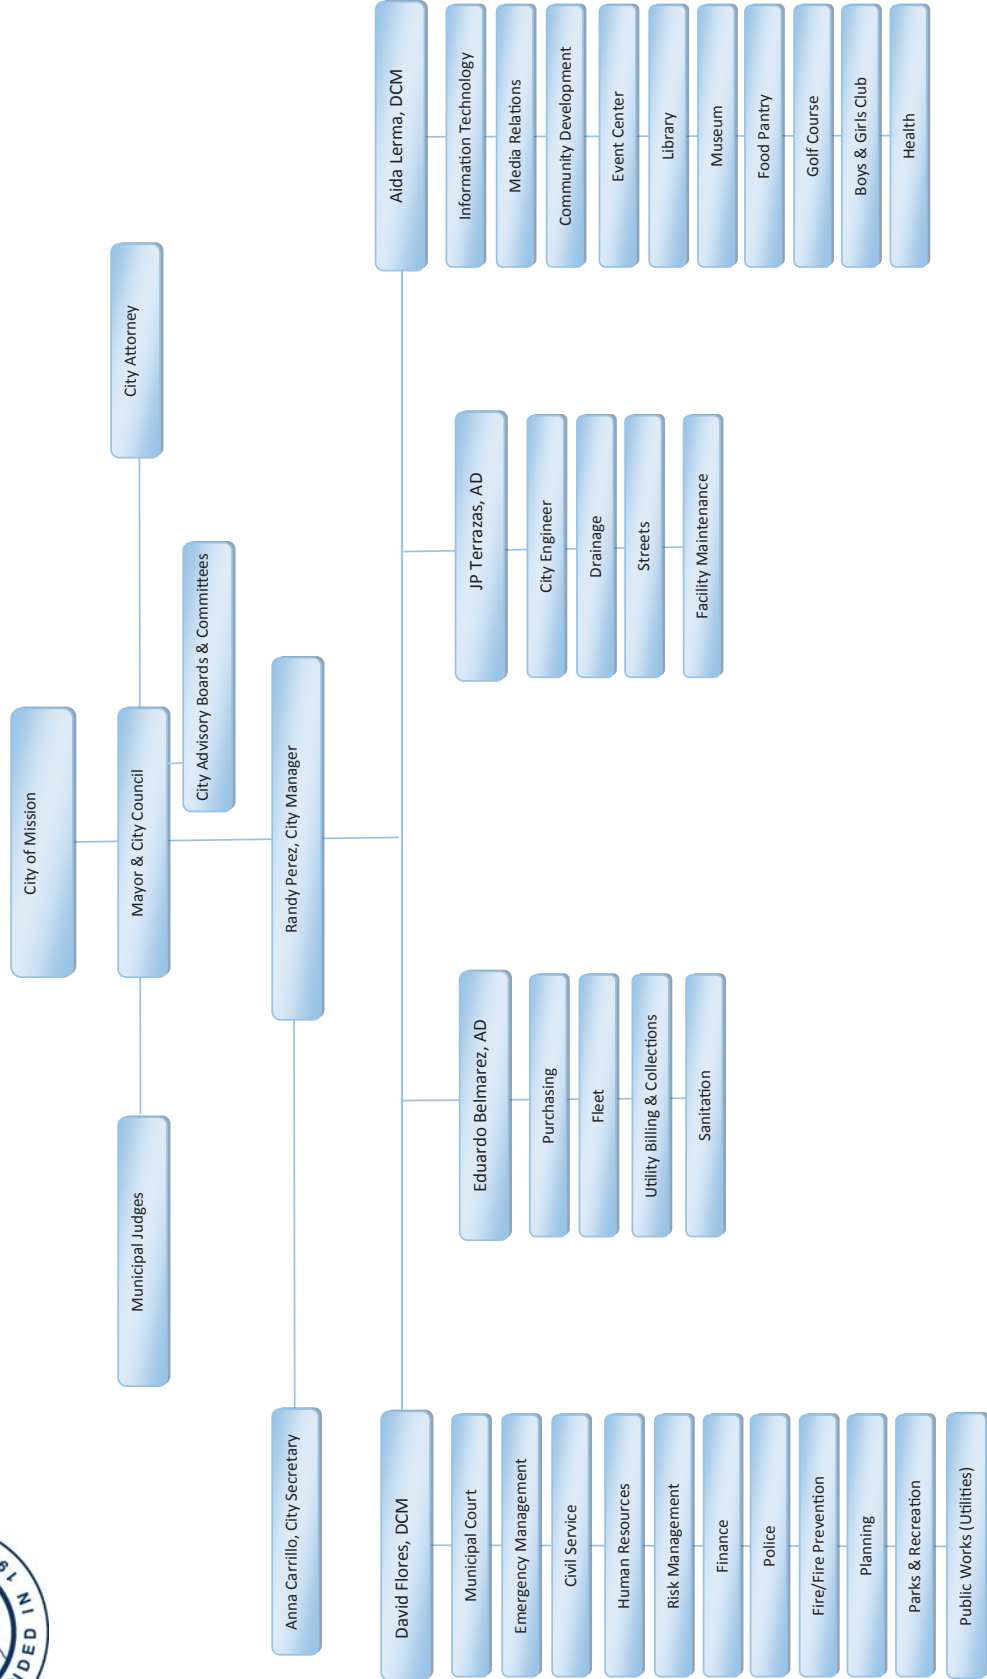 City of Mission
Municipal Judges
Mayor & City Council
City Attorney
City Advisory Boards & Committees
Anna Carrillo, City Secretary
Randy Perez, City Manager
David Flores, DCM
Municipal Court
Emergency Management
Civil Service
Human Resources
Risk Management
Finance
Police
Fire/Fire Prevention
Planning
Parks & Recreation
Public Works (Utilities)
Eduardo Belmarez, AD
Purchasing
Fleet
Utility Billing & Collections
Sanitation
JP Terrazas, AD
City Engineer
Drainage
Streets
Facility Maintenance
Aida Lerma, DCM
Information Technology
Media Relations
Community Development
Event Center
Library
Museum
Food Pantry
Golf Course
Boys & Girls Club
Health